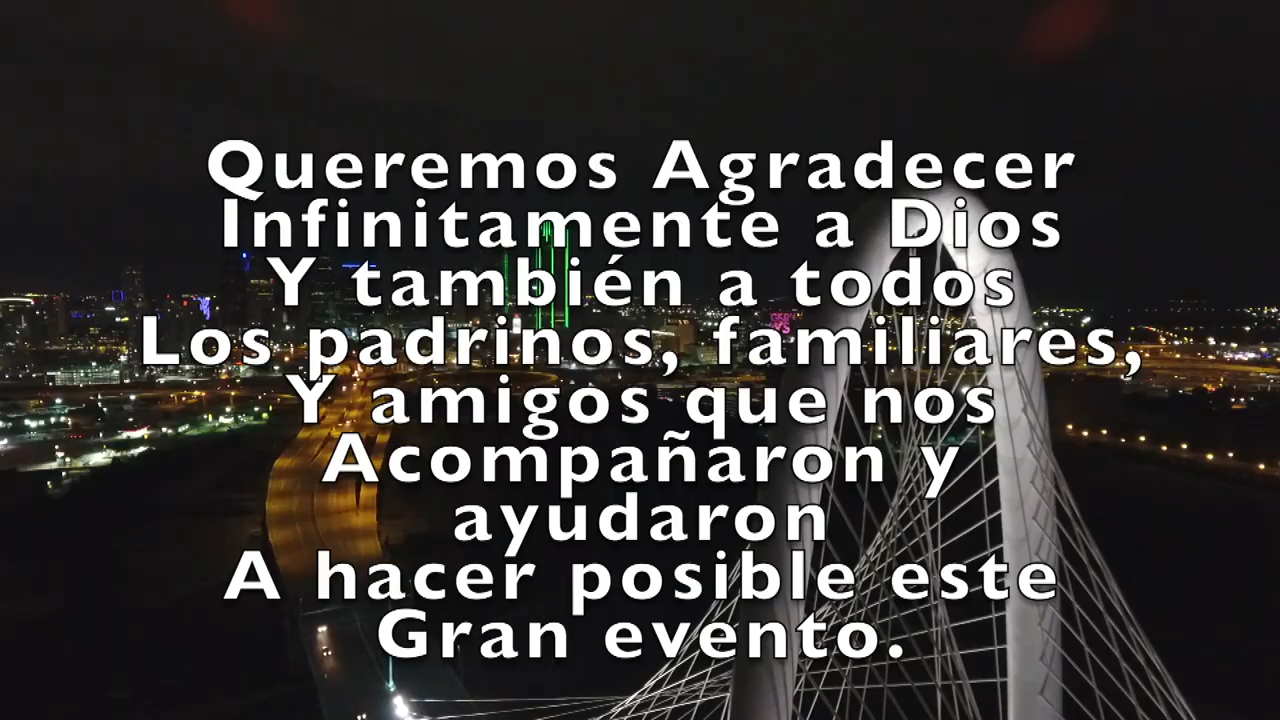 Queremos Agradecer
Infinitamente a Dios
Y también a todos
Los padrinos, familiares,
Y amigos que nos
Acompañaron y
ayudaron
A hacer posible este
Gran evento.